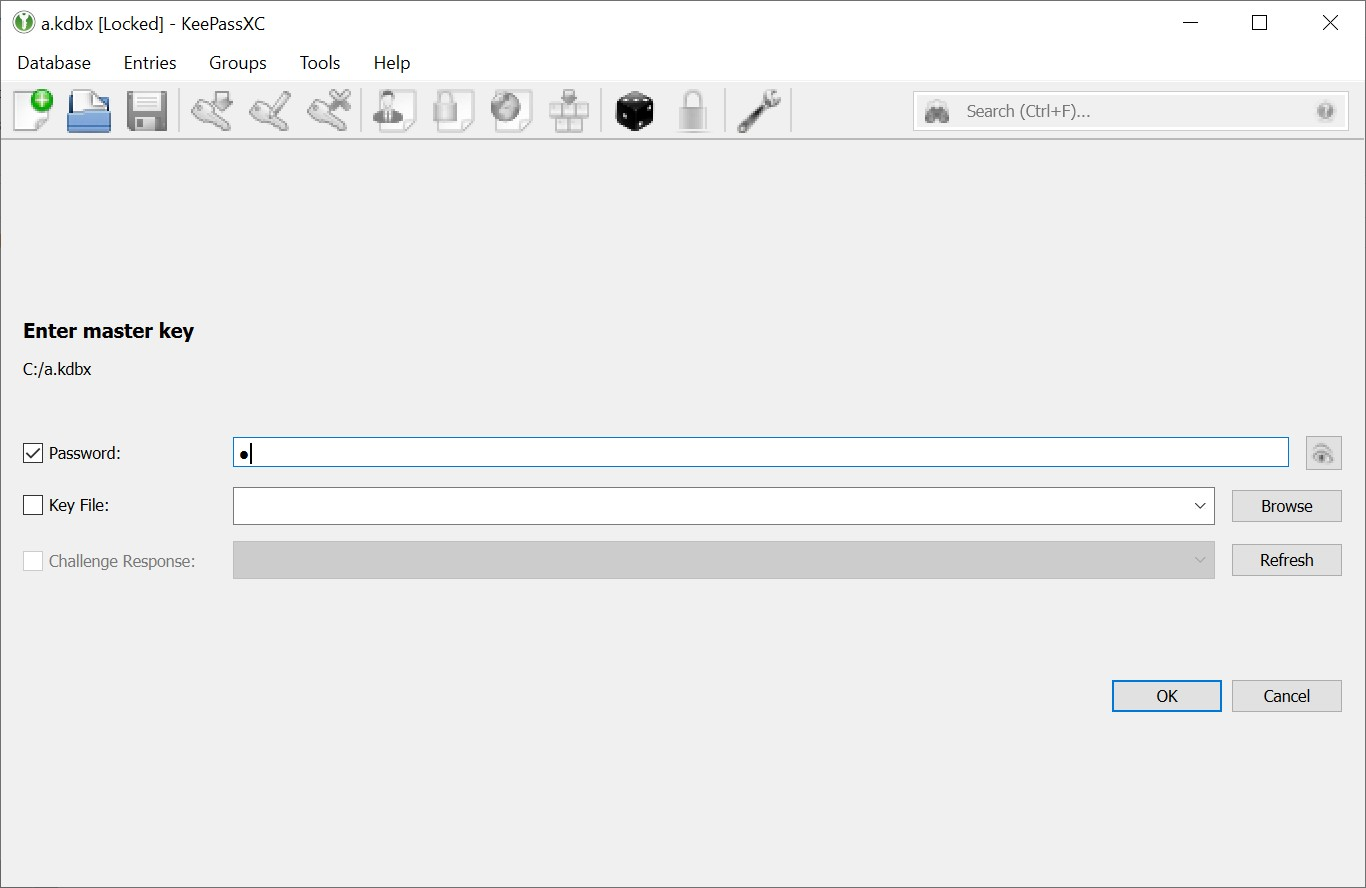 a.kdbx [Locked] - KeePassXC
Database Entries Groups Tools Help
Search (Ctrl+F)...
Enter master key
C:/a.kdbx
Password: ●
Key File: Browse
Challenge Response: Refresh
OK Cancel